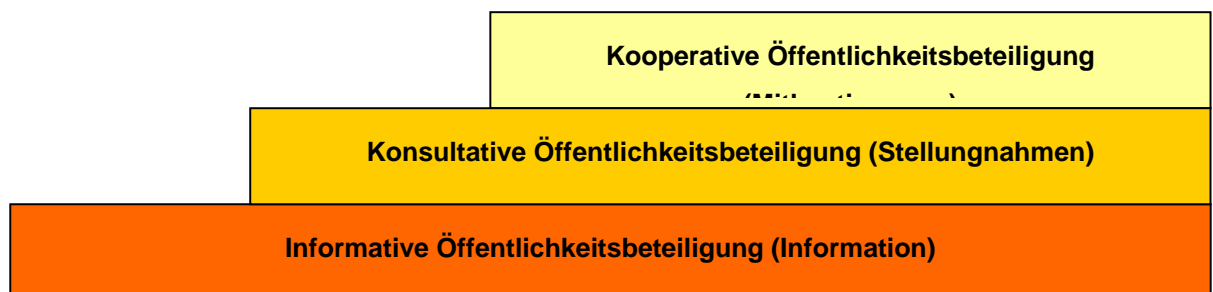 Kooperative Öffentlichkeitsbeteiligung
Konsultative Öffentlichkeitsbeteiligung (Stellungnahmen)
Informative Öffentlichkeitsbeteiligung (Information)